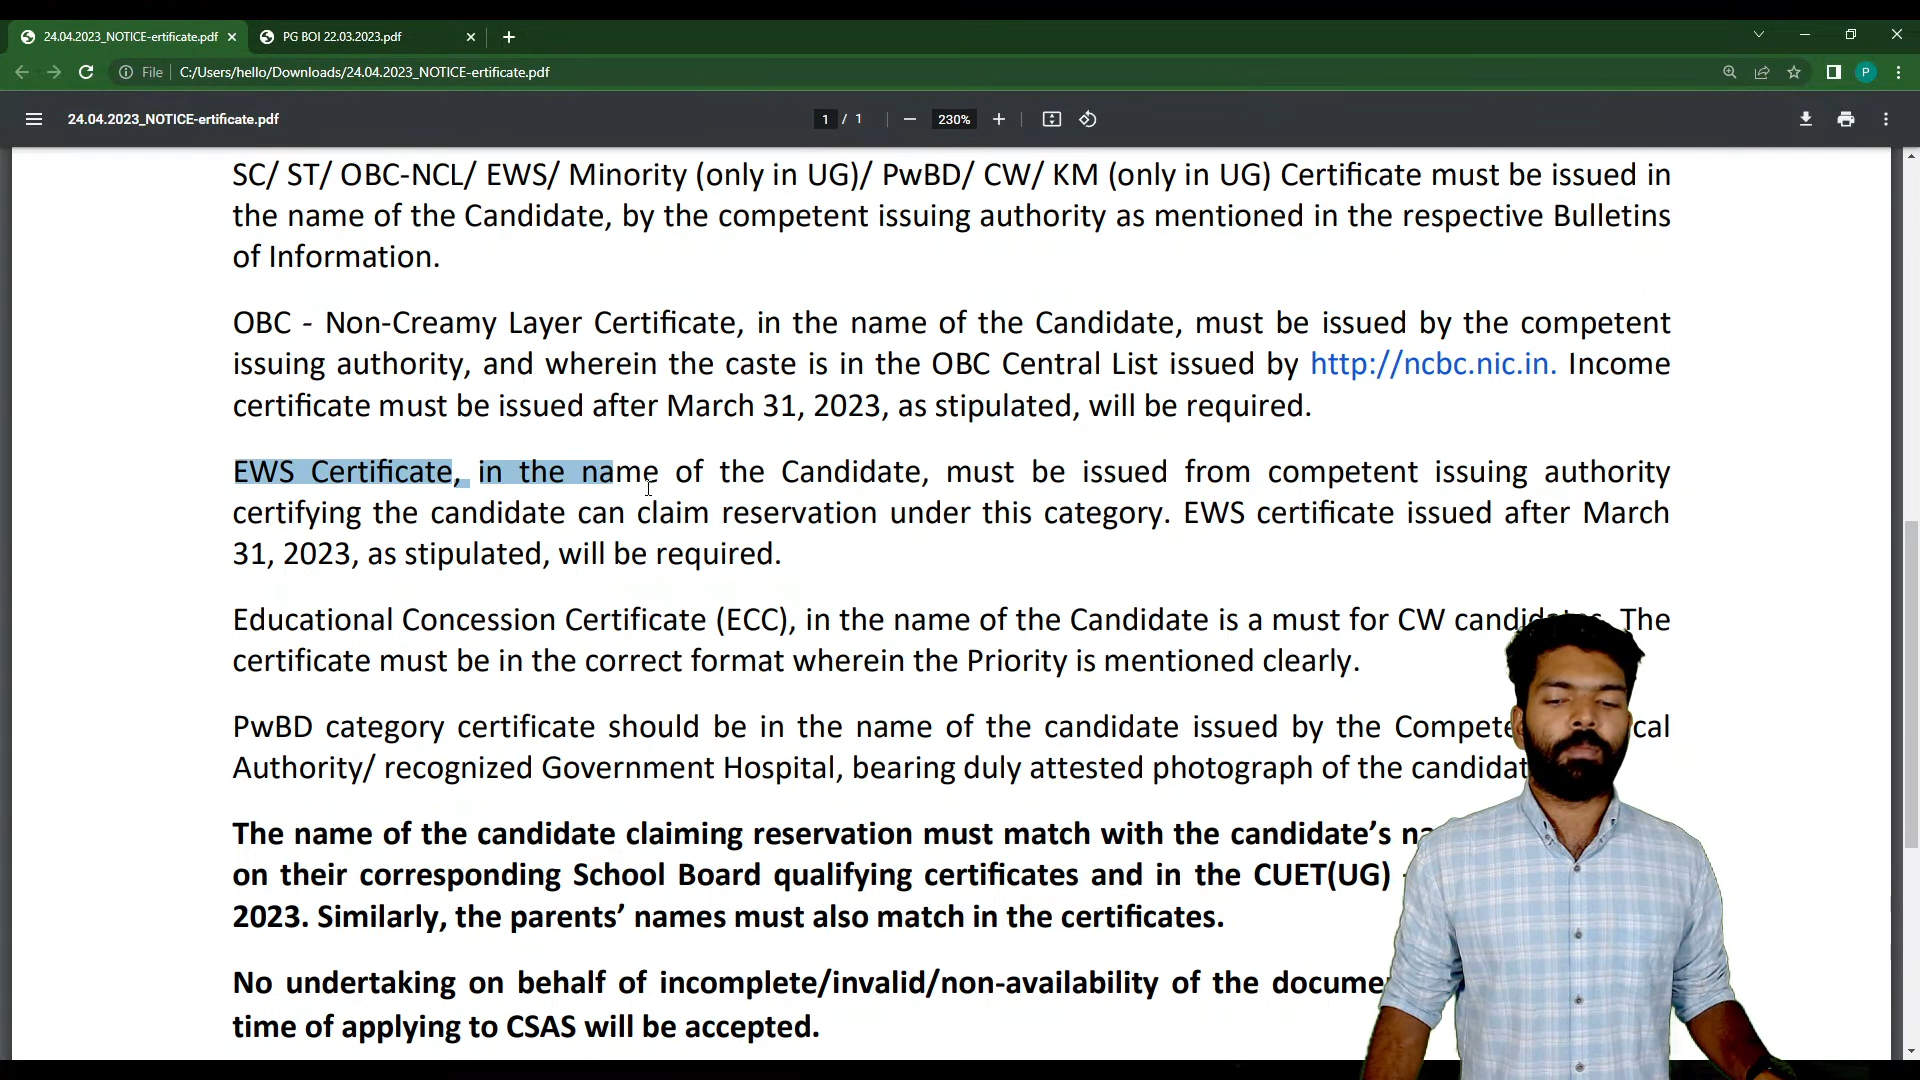 24.04.2023_NOTICE-ertificate.pdf
PG BOI 22.03.2023.pdf
File
C:/Users/hello/Downloads/24.04.2023_NOTICE-ertificate.pdf
P
24.04.2023_NOTICE-ertificate.pdf
1 / 1
230%
SC/ ST/ OBC-NCL/ EWS/ Minority (only in UG)/ PwBD/ CW/ KM (only in UG) Certificate must be issued in
the name of the Candidate, by the competent issuing authority as mentioned in the respective Bulletins
of Information.
OBC - Non-Creamy Layer Certificate, in the name of the Candidate, must be issued by the competent
issuing authority, and wherein the caste is in the OBC Central List issued by http://ncbc.nic.in. Income
certificate must be issued after March 31, 2023, as stipulated, will be required.
EWS Certificate, in the name of the Candidate, must be issued from competent issuing authority
certifying the candidate can claim reservation under this category. EWS certificate issued after March
31, 2023, as stipulated, will be required.
Educational Concession Certificate (ECC), in the name of the Candidate is a must for CW candidates. The
certificate must be in the correct format wherein the Priority is mentioned clearly.
PwBD category certificate should be in the name of the candidate issued by the
Authority/ recognized Government Hospital, bearing duly attested photograph of the
The name of the candidate claiming reservation must match with the candidate's
on their corresponding School Board qualifying certificates and in the CUET(UG)
2023. Similarly, the parents' names must also match in the certificates.
No undertaking on behalf of incomplete/invalid/non-availability of the
time of applying to CSAS will be accepted.